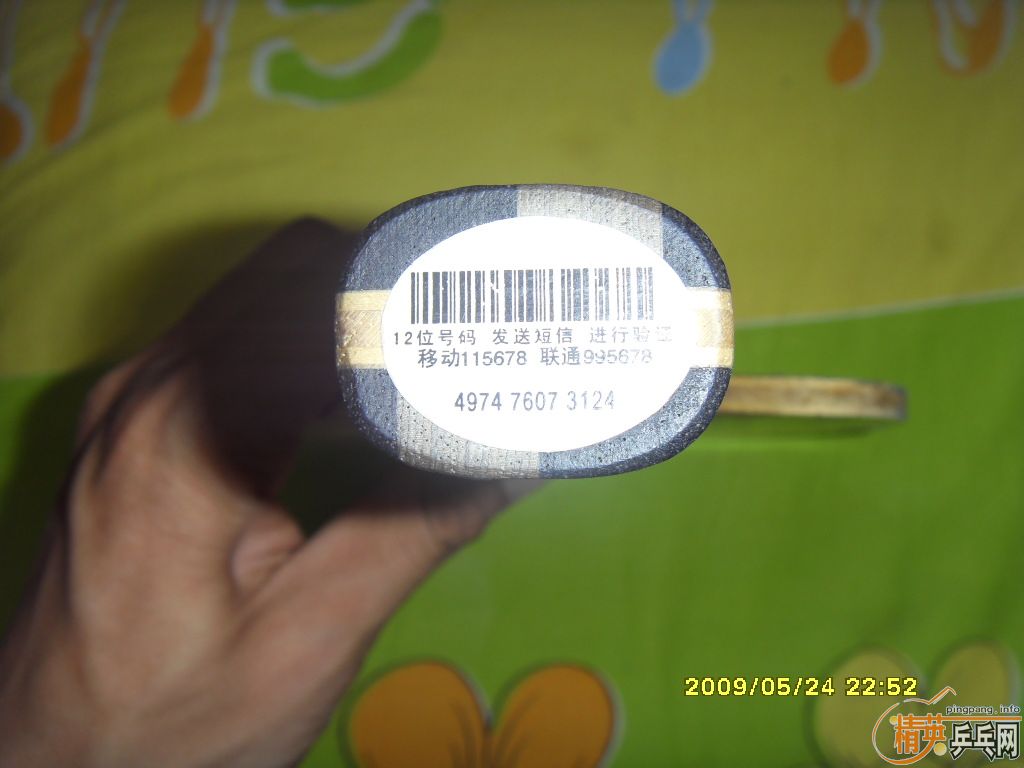 12位号码 发送短信 进行验证
移动115678 联通995678
4974 7607 3124
2009/05/24 22:52
pingpang.info
精英乒乓网